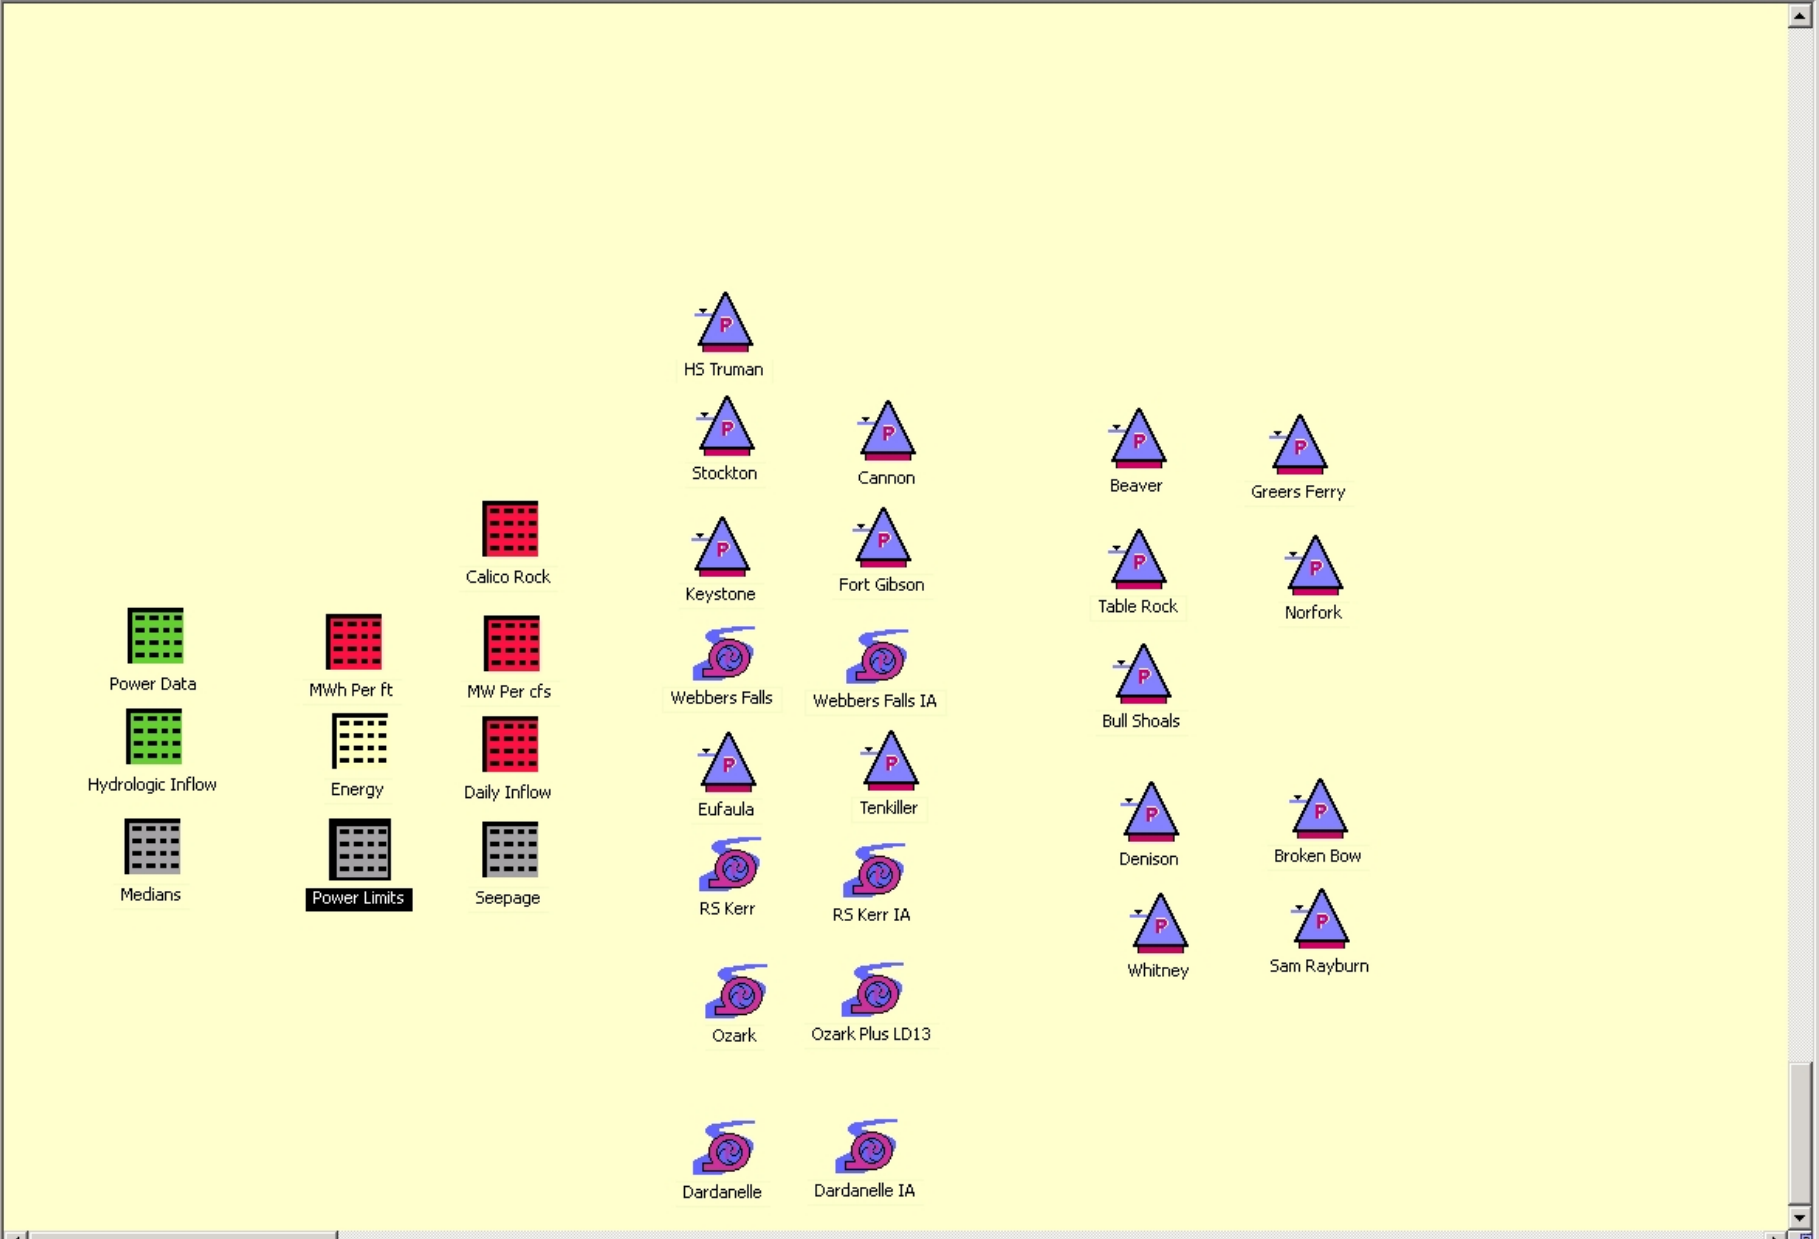 P
HS Truman
P
Stockton
P
Cannon
P
Beaver
P
Greers Ferry
Calico Rock
P
Keystone
P
Fort Gibson
P
Table Rock
P
Norfork
Power Data
MWh Per ft
MW Per cfs
Webbers Falls
Webbers Falls IA
P
Bull Shoals
Hydrologic Inflow
Energy
Daily Inflow
P
Eufaula
P
Tenkiller
P
Denison
P
Broken Bow
Medians
Power Limits
Seepage
RS Kerr
RS Kerr IA
P
Whitney
P
Sam Rayburn
Ozark
Ozark Plus LD13
Dardanelle
Dardanelle IA